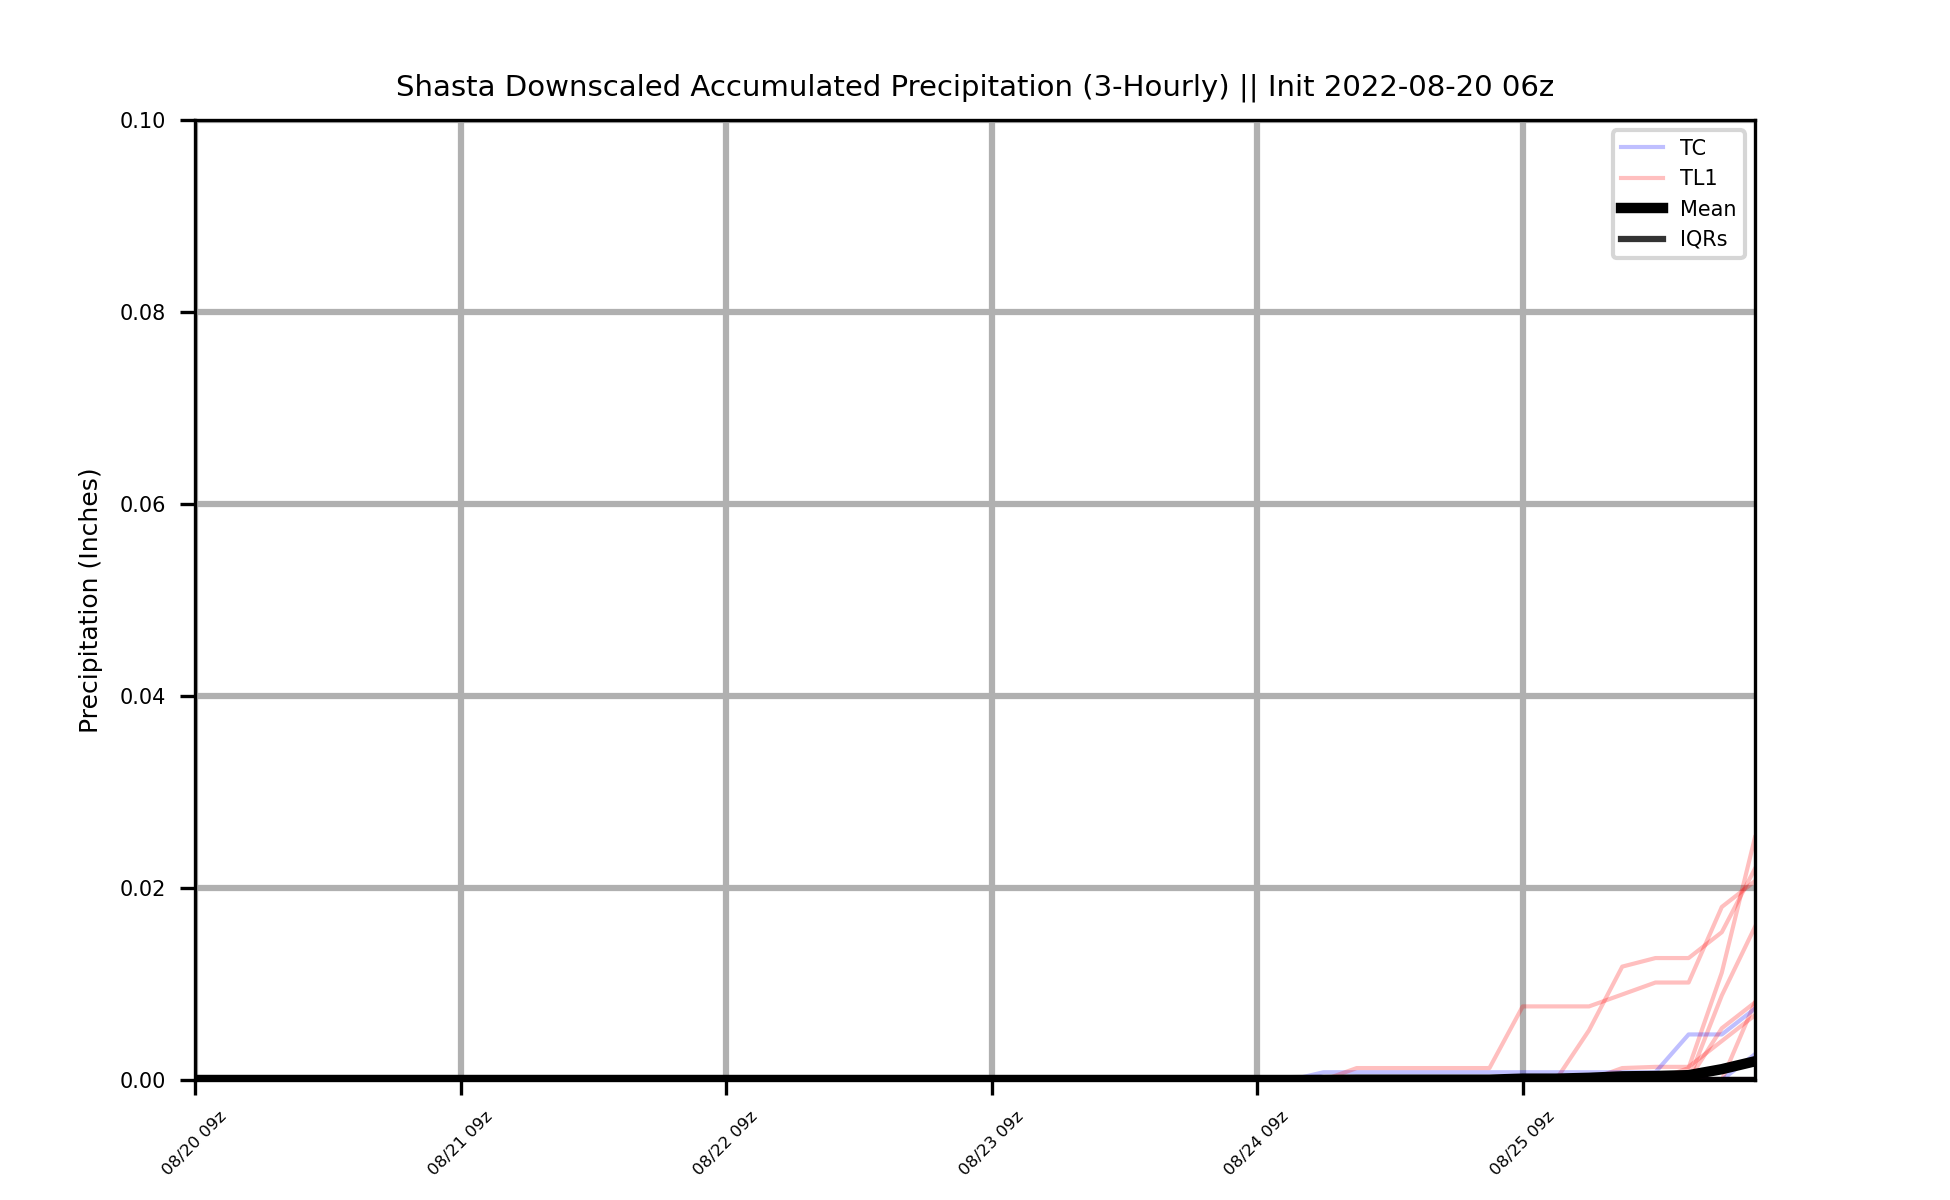 Shasta Downscaled Accumulated Precipitation (3-Hourly) || Init 2022-08-20 06z
0.10
0.08
0.06
0.04
0.02
0.00
Precipitation (Inches)
TC
TL1
Mean
IQRs
08/20 09z
08/21 09z
08/22 09z
08/23 09z
08/24 09z
08/25 09z